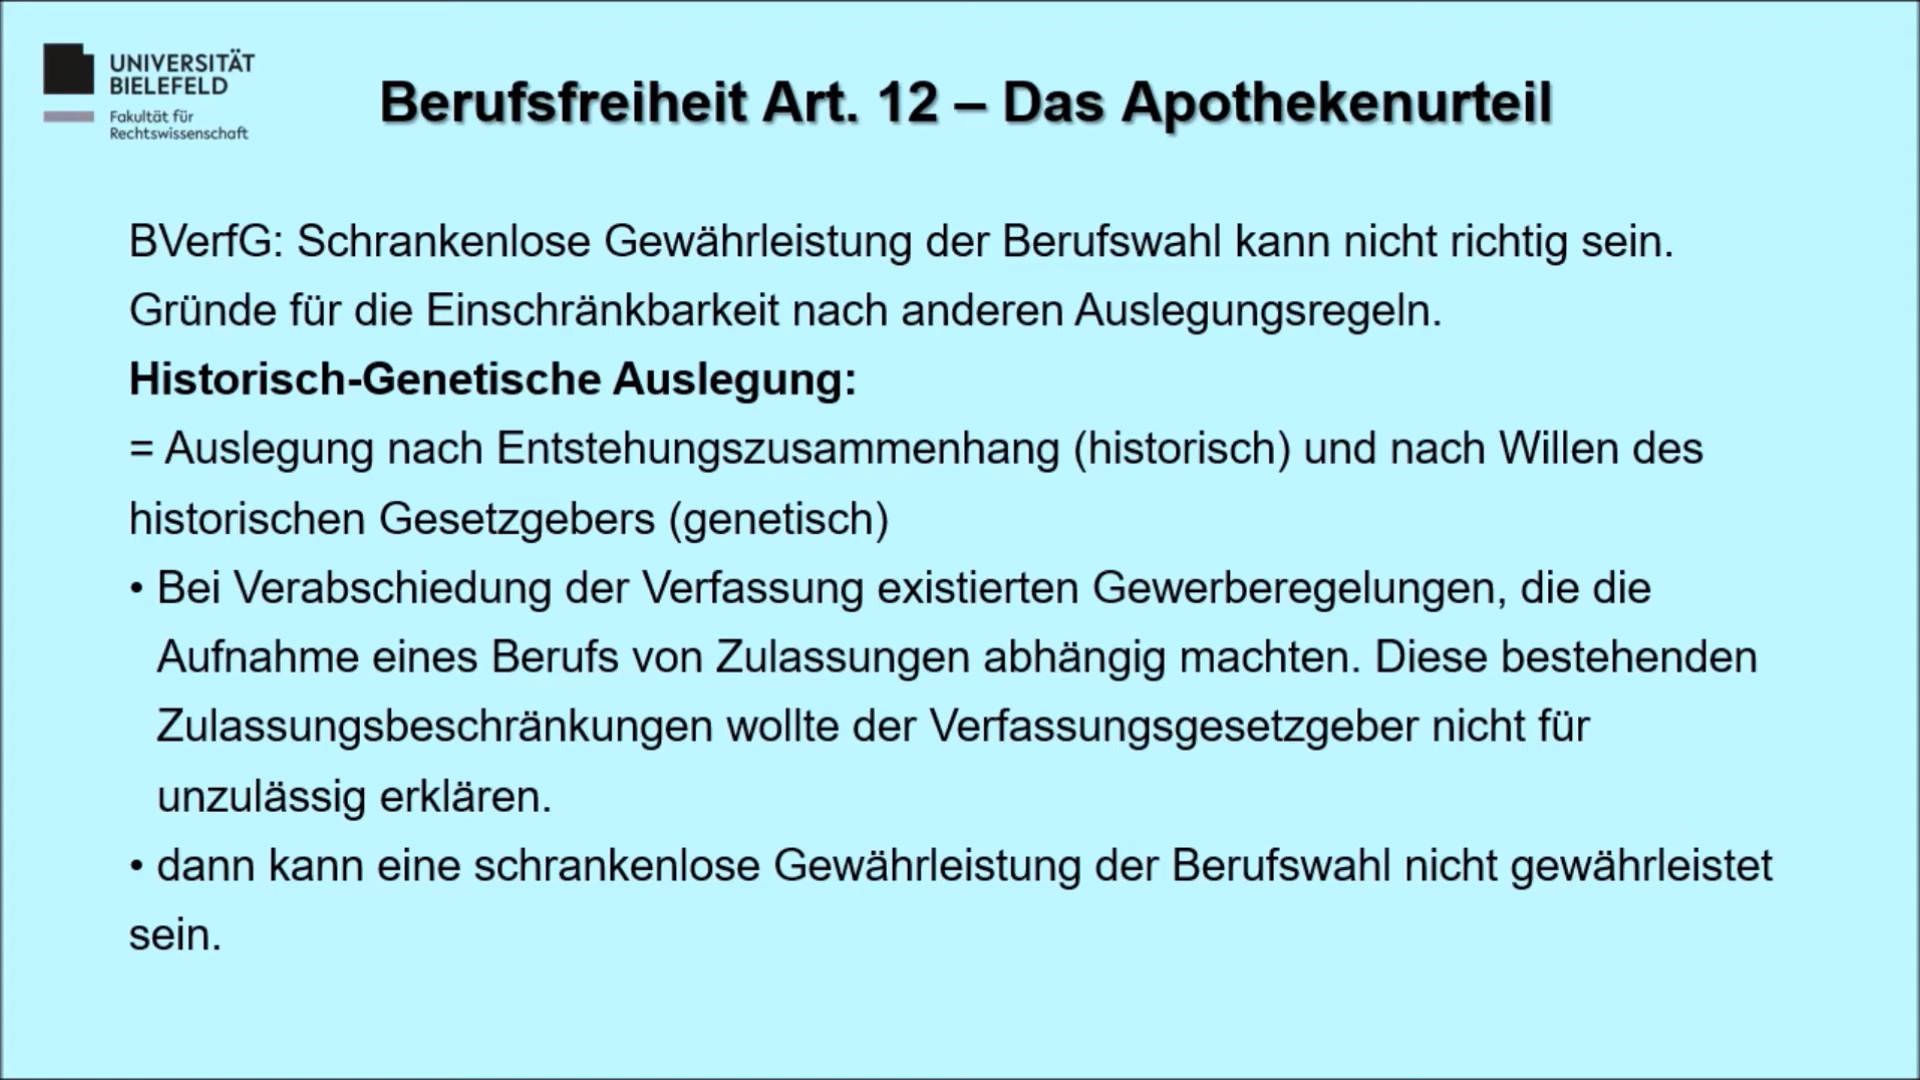 UNIVERSITÄT
BIELEFELD
Fakultät für
Rechtswissenschaft
Berufsfreiheit Art. 12 – Das Apothekenurteil
BVerfG: Schrankenlose Gewährleistung der Berufswahl kann nicht richtig sein.
Gründe für die Einschränkbarkeit nach anderen Auslegungsregeln.
Historisch-Genetische Auslegung:
= Auslegung nach Entstehungszusammenhang (historisch) und nach Willen des
historischen Gesetzgebers (genetisch)
• Bei Verabschiedung der Verfassung existierten Gewerberegelungen, die die
Aufnahme eines Berufs von Zulassungen abhängig machten. Diese bestehenden
Zulassungsbeschränkungen wollte der Verfassungsgesetzgeber nicht für
unzulässig erklären.
• dann kann eine schrankenlose Gewährleistung der Berufswahl nicht gewährleistet
sein.